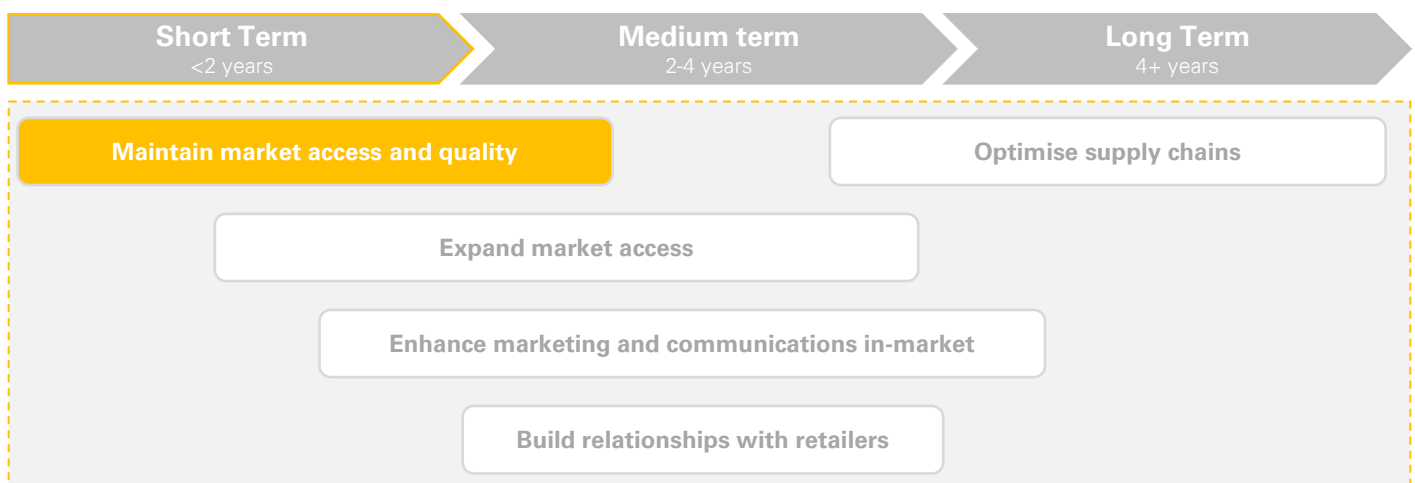 Short Term
<2 years
Medium term
2-4 years
Long Term
4+ years
Maintain market access and quality
Optimise supply chains
Expand market access
Enhance marketing and communications in-market
Build relationships with retailers